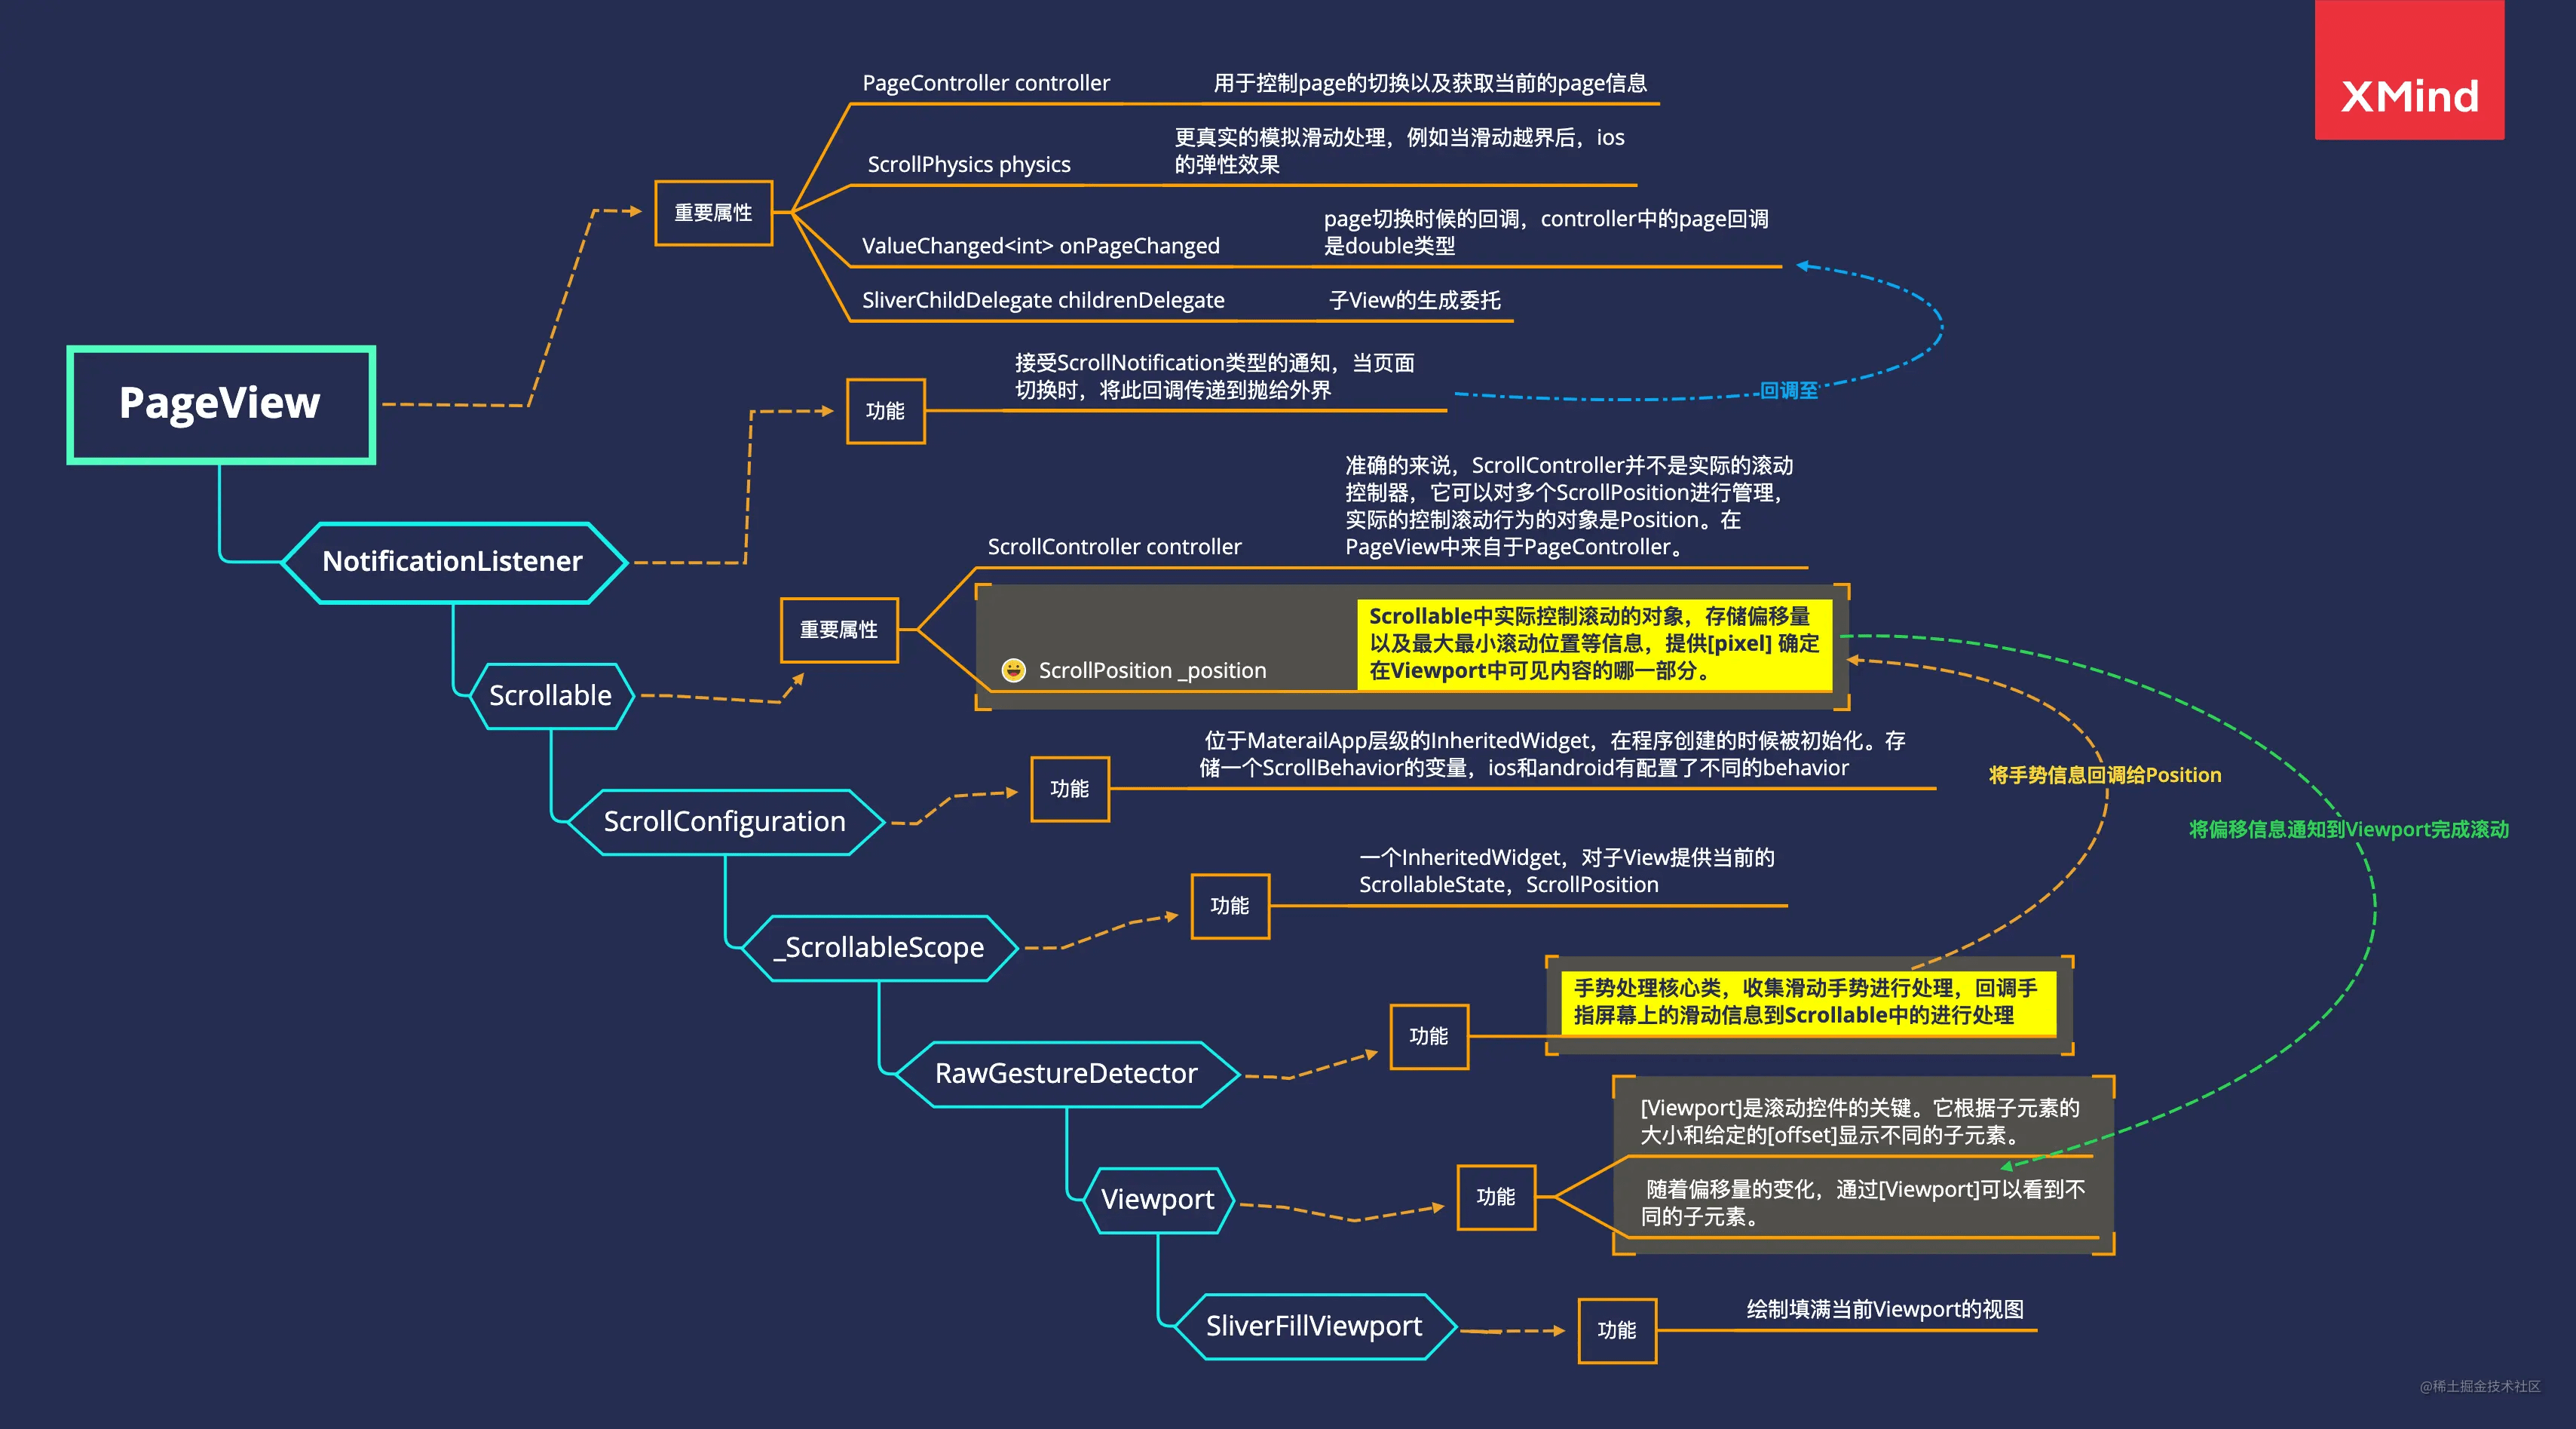 XMind
PageController controller
用于控制page的切换以及获取当前的page信息
ScrollPhysics physics
更真实的模拟滑动处理，例如当滑动越界后，ios
的弹性效果
重要属性
ValueChanged<int> onPageChanged
page切换时候的回调，controller中的page回调
是double类型
SliverChildDelegate childrenDelegate
子View的生成委托
PageView
功能
接受ScrollNotification类型的通知，当页面
切换时，将此回调传递到抛给外界
回调至
NotificationListener
ScrollController controller
准确的来说，ScrollController并不是实际的滚动
控制器，它可以对多个ScrollPosition进行管理，
实际的控制滚动行为的对象是Position。在
PageView中来自于PageController。
重要属性
ScrollPosition _position
Scrollable中实际控制滚动的对象，存储偏移量
以及最大最小滚动位置等信息，提供[pixel] 确定
在Viewport中可见内容的哪一部分。
Scrollable
功能
位于MaterailApp层级的InheritedWidget，在程序创建的时候被初始化。存
储一个ScrollBehavior的变量，ios和android有配置了不同的behavior
将手势信息回调给Position
ScrollConfiguration
将偏移信息通知到Viewport完成滚动
功能
一个InheritedWidget，对子View提供当前的
ScrollableState，ScrollPosition
_ScrollableScope
功能
手势处理核心类，收集滑动手势进行处理，回调手
指屏幕上的滑动信息到Scrollable中的进行处理
RawGestureDetector
[Viewport]是滚动控件的关键。它根据子元素的
大小和给定的[offset]显示不同的子元素。
Viewport
功能
随着偏移量的变化，通过[Viewport]可以看到不
同的子元素。
SliverFillViewport
功能
绘制填满当前Viewport的视图
@稀土掘金技术社区